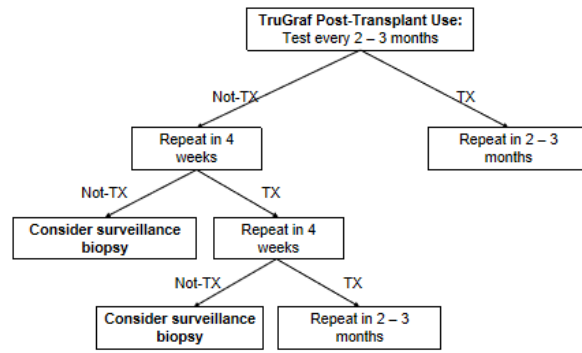 TruGraf Post-Transplant Use:
Test every 2 – 3 months
Not-TX
TX
Repeat in 4
weeks
Repeat in 2 – 3
months
Not-TX
TX
Consider surveillance
biopsy
Repeat in 4
weeks
Not-TX
TX
Consider surveillance
biopsy
Repeat in 2 – 3
months